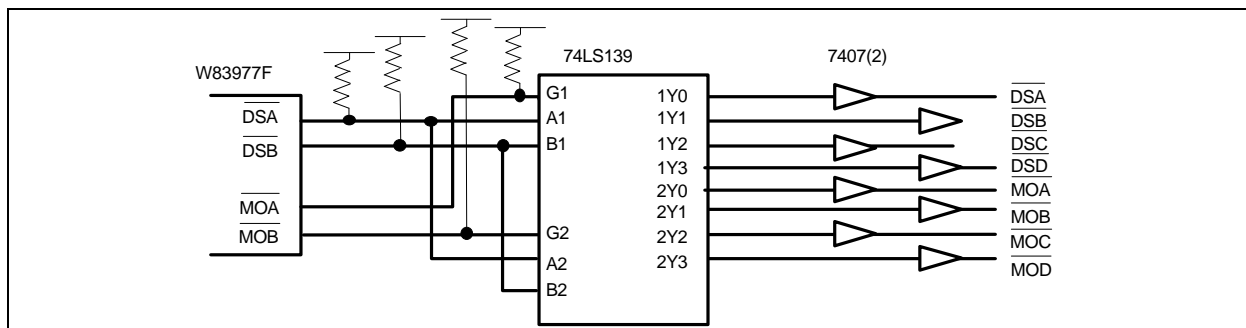 74LS139
7407(2)
W83977F
DSA
DSB
MOA
MOB
G1
A1
B1
G2
A2
B2
1Y0
1Y1
1Y2
1Y3
2Y0
2Y1
2Y2
2Y3
DSA
DSB
DSC
DSD
MOA
MOB
MOC
MOD